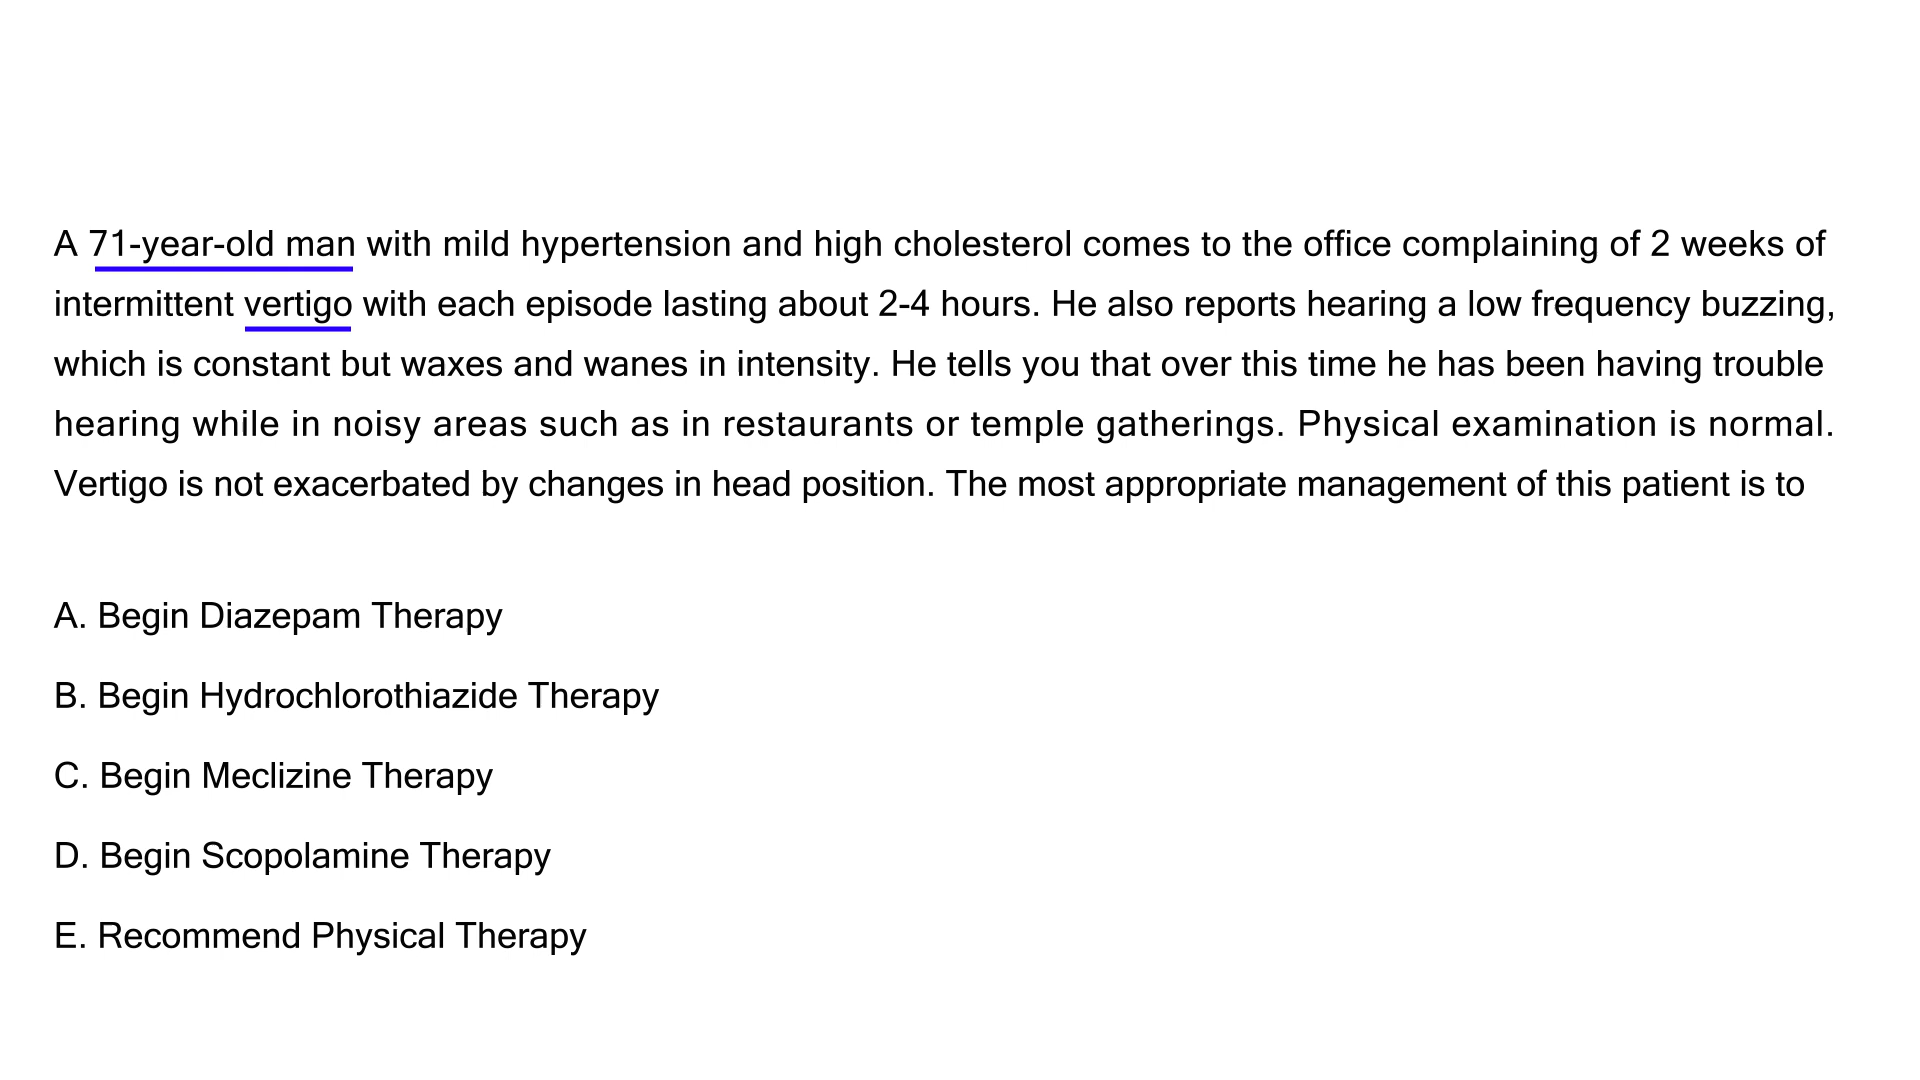 A 71-year-old man with mild hypertension and high cholesterol comes to the office complaining of 2 weeks of
intermittent vertigo with each episode lasting about 2-4 hours. He also reports hearing a low frequency buzzing,
which is constant but waxes and wanes in intensity. He tells you that over this time he has been having trouble
hearing while in noisy areas such as in restaurants or temple gatherings. Physical examination is normal.
Vertigo is not exacerbated by changes in head position. The most appropriate management of this patient is to
A. Begin Diazepam Therapy
B. Begin Hydrochlorothiazide Therapy
C. Begin Meclizine Therapy
D. Begin Scopolamine Therapy
E. Recommend Physical Therapy